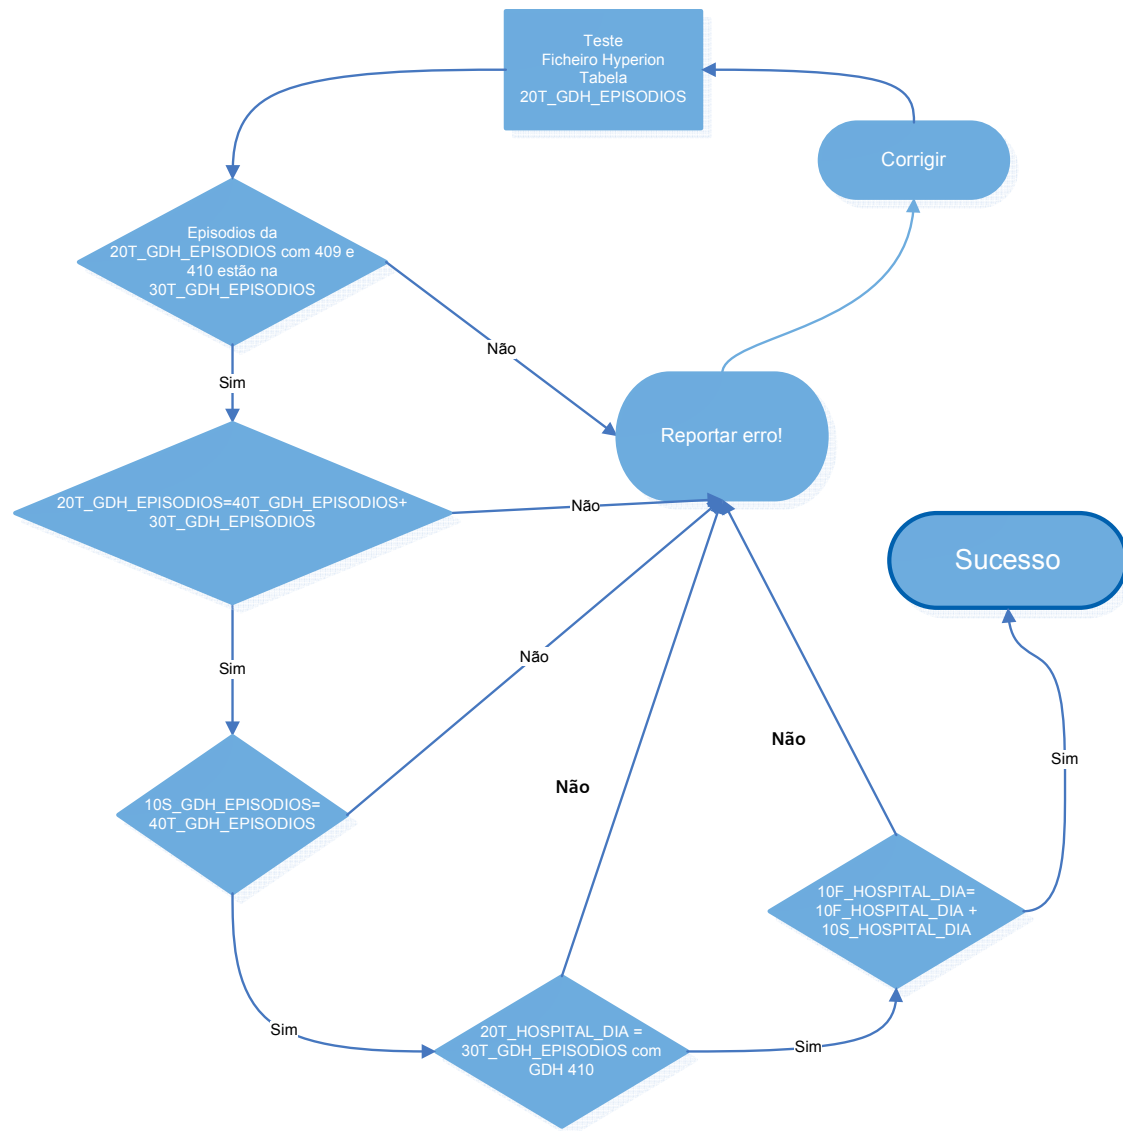 Teste
Ficheiro Hyperion
Tabela
20T_GDH_EPISODIOS
Corrigir
Episodios da
20T_GDH_EPISODIOS com 409 e
410 estão na
30T_GDH_EPISODIOS
Não
Sim
Reportar erro!
20T_GDH_EPISODIOS=40T_GDH_EPISODIOS+
30T_GDH_EPISODIOS
Não
Sucesso
Sim
Não
Não
Não
Sim
10S_GDH_EPISODIOS=
40T_GDH_EPISODIOS
10F_HOSPITAL_DIA=
10F_HOSPITAL_DIA +
10S_HOSPITAL_DIA
Sim
20T_HOSPITAL_DIA =
30T_GDH_EPISODIOS com
GDH 410
Sim